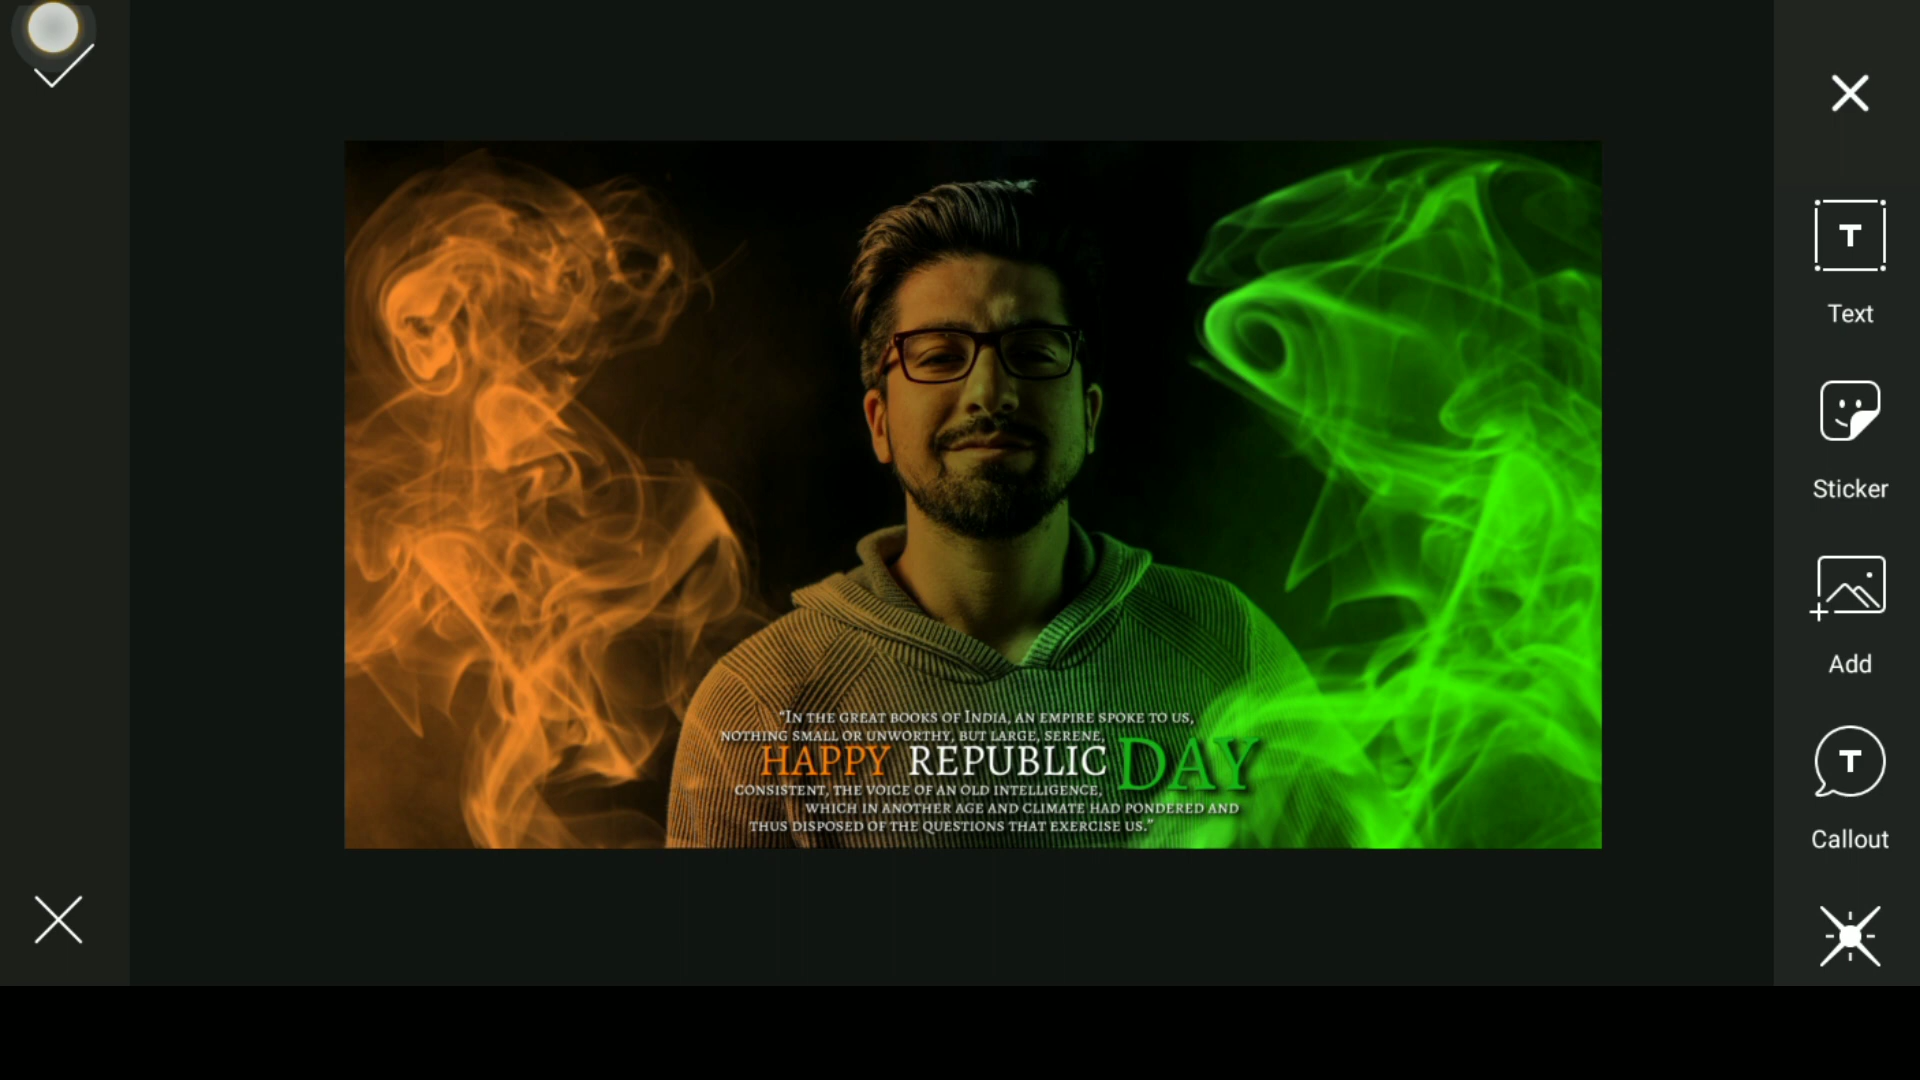 Text
Sticker
Add
Callout
“In the great books of India, an empire spoke to us,
nothing small or unworthy, but large, serene,
HAPPY REPUBLIC DAY
consistent, the voice of an old intelligence,
which in another age and climate had pondered and
thus disposed of the questions that exercise us.”